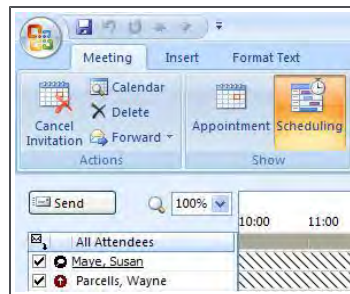 Meeting Insert Format Text
Calendar
Delete
Cancel Invitation
Forward
Appointment
Scheduling
Actions
Show
Send
100%
10:00 11:00
All Attendees
Maye, Susan
Parcells, Wayne